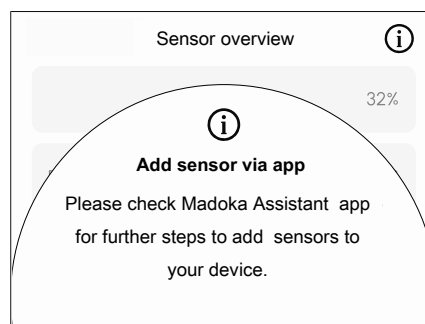 Sensor overview
32%
Add sensor via app
Please check Madoka Assistant app
for further steps to add sensors to
your device.